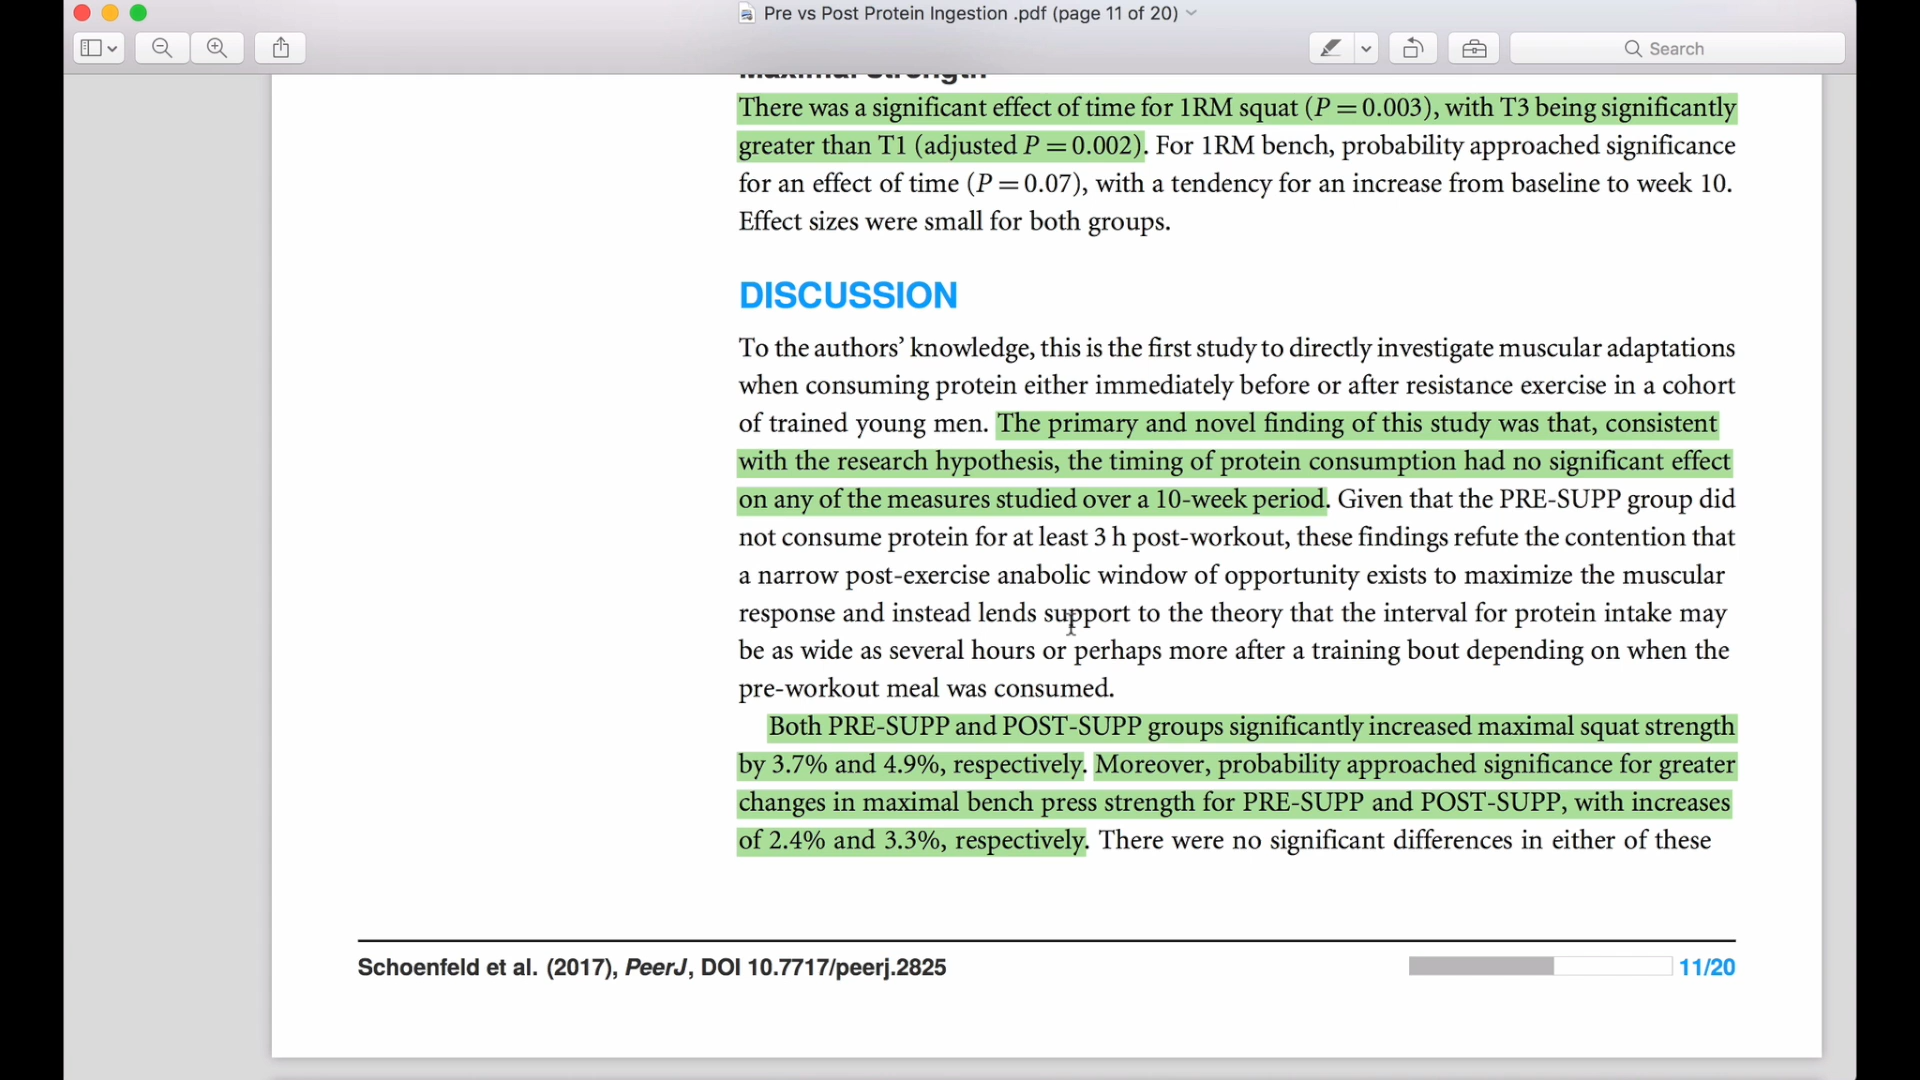 Pre vs Post Protein Ingestion .pdf (page 11 of 20)
Search
Maximal strength
There was a significant effect of time for 1RM squat (P = 0.003), with T3 being significantly
greater than T1 (adjusted P = 0.002). For 1RM bench, probability approached significance
for an effect of time (P = 0.07), with a tendency for an increase from baseline to week 10.
Effect sizes were small for both groups.
DISCUSSION
To the authors’ knowledge, this is the first study to directly investigate muscular adaptations
when consuming protein either immediately before or after resistance exercise in a cohort
of trained young men. The primary and novel finding of this study was that, consistent
with the research hypothesis, the timing of protein consumption had no significant effect
on any of the measures studied over a 10-week period. Given that the PRE-SUPP group did
not consume protein for at least 3 h post-workout, these findings refute the contention that
a narrow post-exercise anabolic window of opportunity exists to maximize the muscular
response and instead lends support to the theory that the interval for protein intake may
be as wide as several hours or perhaps more after a training bout depending on when the
pre-workout meal was consumed.
Both PRE-SUPP and POST-SUPP groups significantly increased maximal squat strength
by 3.7% and 4.9%, respectively. Moreover, probability approached significance for greater
changes in maximal bench press strength for PRE-SUPP and POST-SUPP, with increases
of 2.4% and 3.3%, respectively. There were no significant differences in either of these
Schoenfeld et al. (2017), PeerJ, DOI 10.7717/peerj.2825
11/20